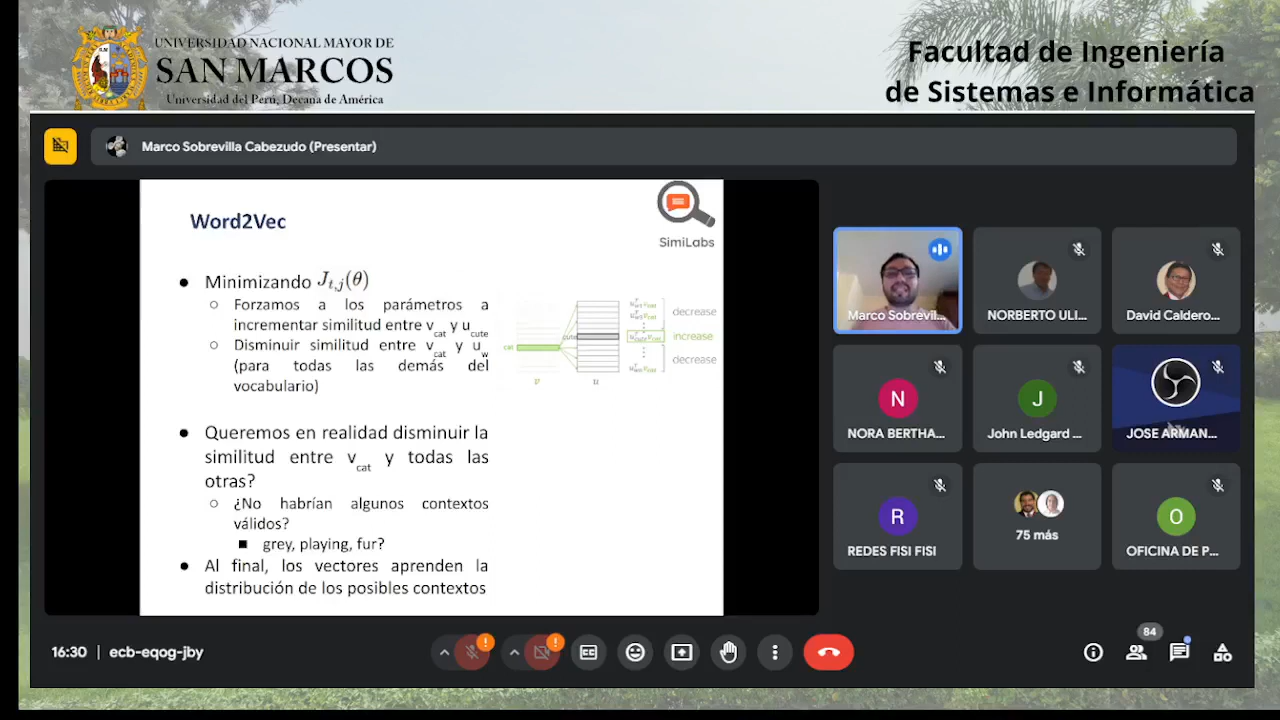 UNIVERSIDAD NACIONAL MAYOR DE
SAN MARCOS
Universidad del Perú, Decana de América
Facultad de Ingeniería
de Sistemas e Informática
Marco Sobrevilla Cabezudo (Presentar)
Word2Vec
SimiLabs
● Minimizando J_{t,j}(θ)
○ Forzamos a los parámetros a
incrementar similitud entre v_cat y u_cute
○ Disminuir similitud entre v_cat y u_w
(para todas las demás del
vocabulario)
● Queremos en realidad disminuir la
similitud entre v_cat y todas las
otras?
○ ¿No habrían algunos contextos
válidos?
■ grey, playing, fur?
● Al final, los vectores aprenden la
distribución de los posibles contextos
decrease
cat
cute
increase
decrease
Marco Sobrevil...
NORBERTO ULI...
David Caldero...
NORA BERTHA...
John Ledgard ...
JOSE ARMAN...
REDES FISI FISI
75 más
OFICINA DE P...
N
J
R
O
16:30 | ecb-eqog-jby
84